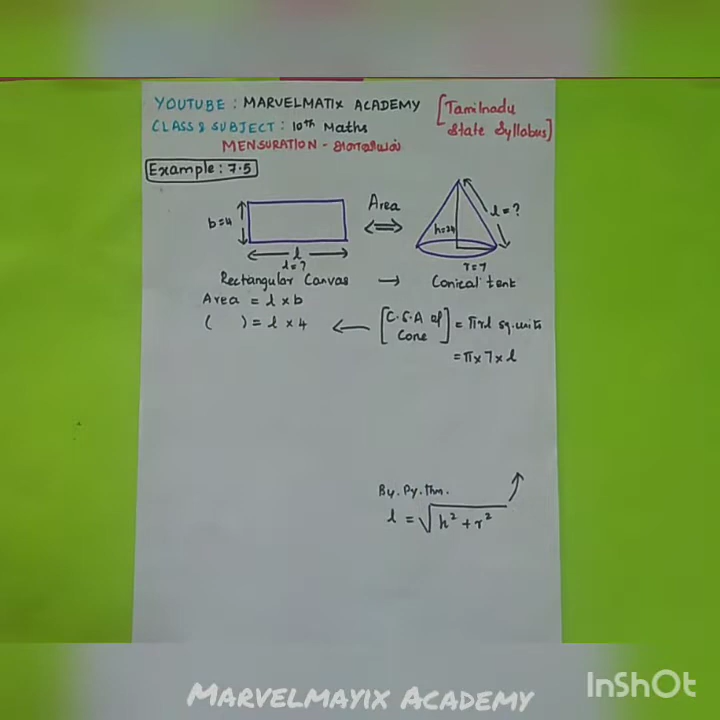 YOUTUBE : MARVELMATIX ACADEMY
[Tamilnadu
State Syllabus]
CLASS & SUBJECT : 10th Maths
MENSURATION - அளவியல்
Example : 7.5
Area
b=4
l
l=?
h=24
l=?
r=7
Rectangular Canvas → Conical tent
Area = l × b
( ) = l × 4 ← [C.S.A of Cone] = πrl sq.units
= π × 7 × l
By. Py. thm.
l = √h² + r²
MARVELMAYIX ACADEMY
InShOt